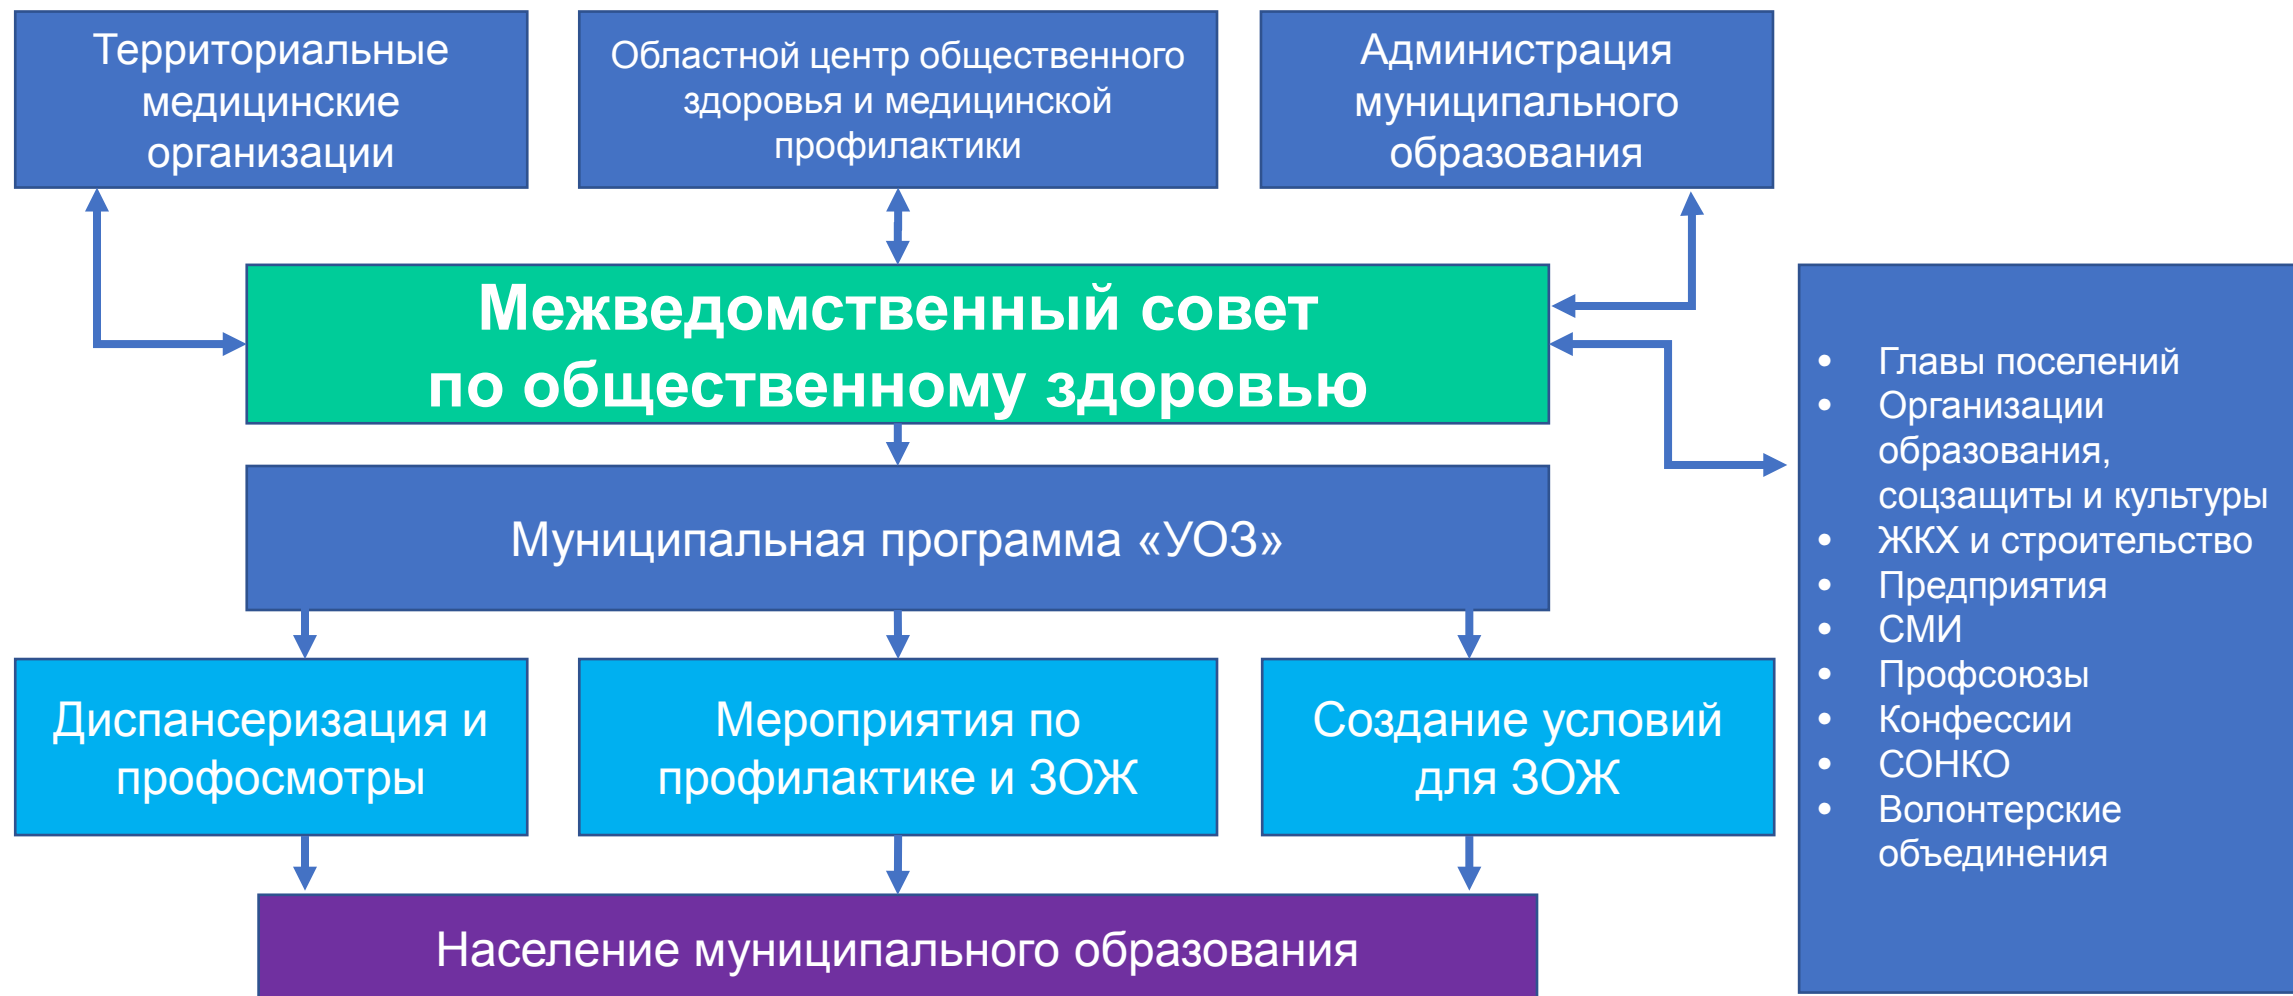 Территориальные
медицинские
организации
Областной центр общественного
здоровья и медицинской
профилактики
Администрация
муниципального
образования
Межведомственный совет
по общественному здоровью
• Главы поселений
• Организации
образования,
соцзащиты и культуры
• ЖКХ и строительство
• Предприятия
• СМИ
• Профсоюзы
• Конфессии
• СОНКО
• Волонтерские
объединения
Муниципальная программа «УОЗ»
Диспансеризация и
профосмотры
Мероприятия по
профилактике и ЗОЖ
Создание условий
для ЗОЖ
Население муниципального образования